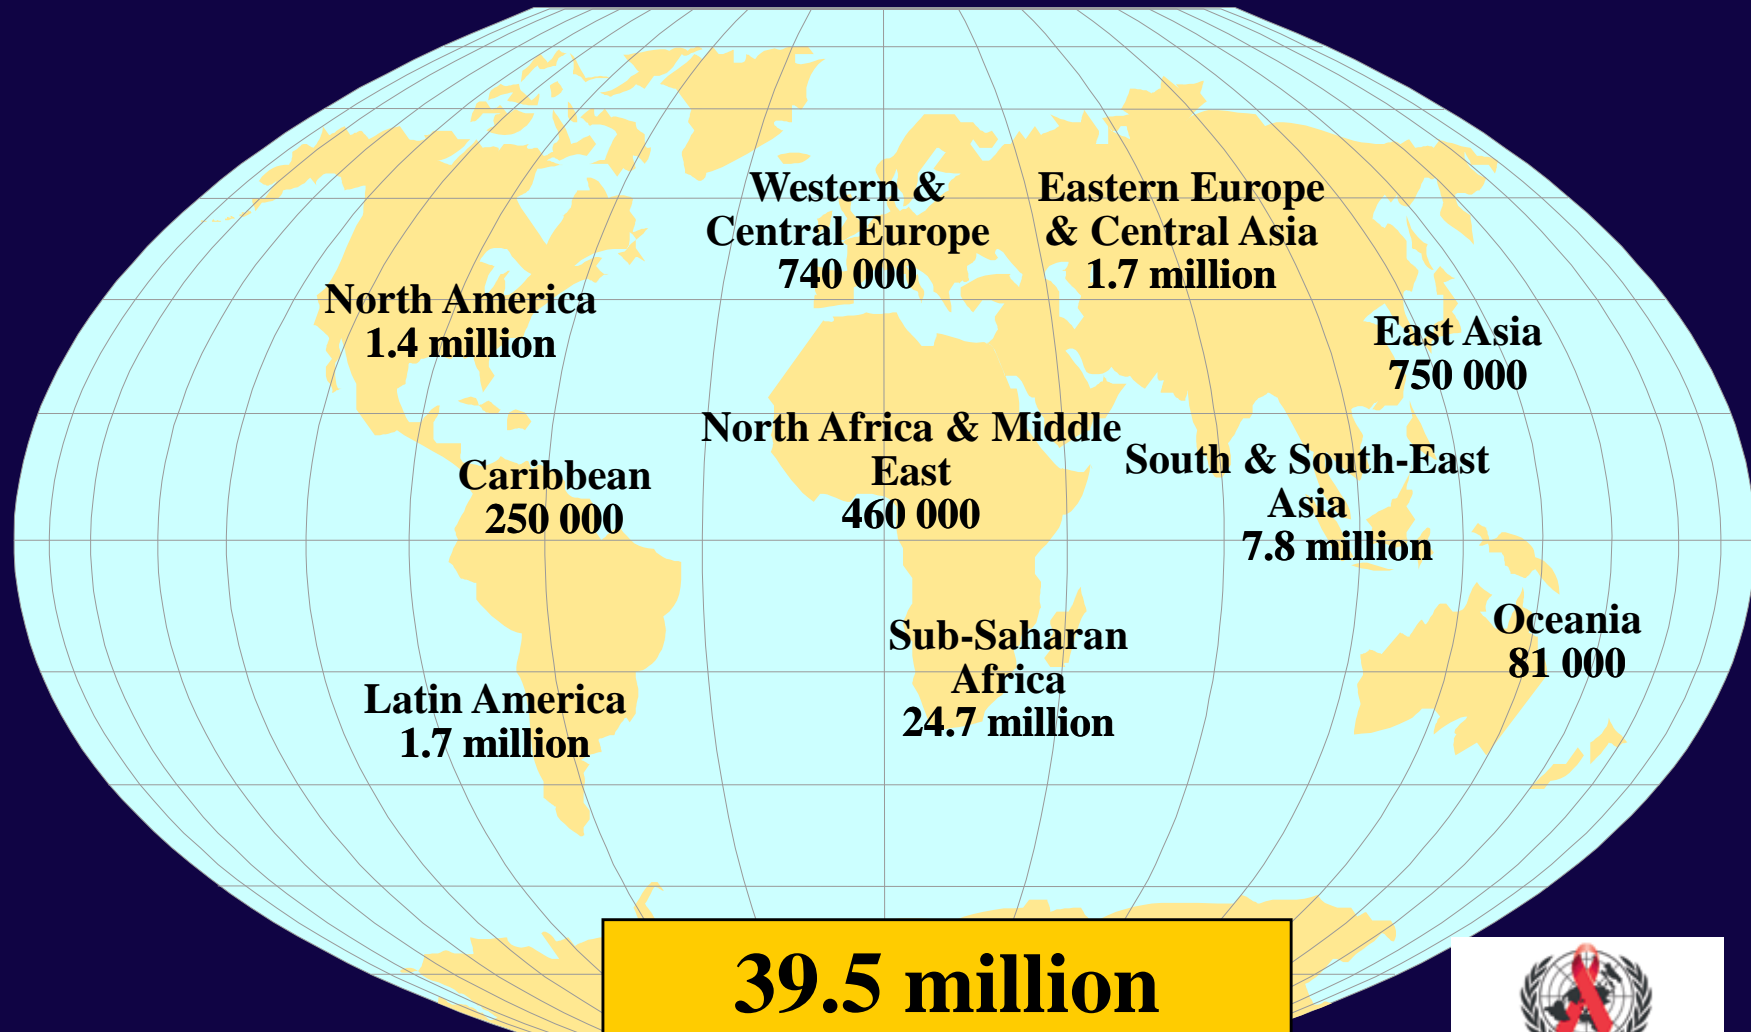 Western &
Central Europe
740 000
Eastern Europe
& Central Asia
1.7 million
North America
1.4 million
East Asia
750 000
North Africa & Middle
East
460 000
South & South-East
Asia
7.8 million
Caribbean
250 000
Sub-Saharan
Africa
24.7 million
Oceania
81 000
Latin America
1.7 million
39.5 million